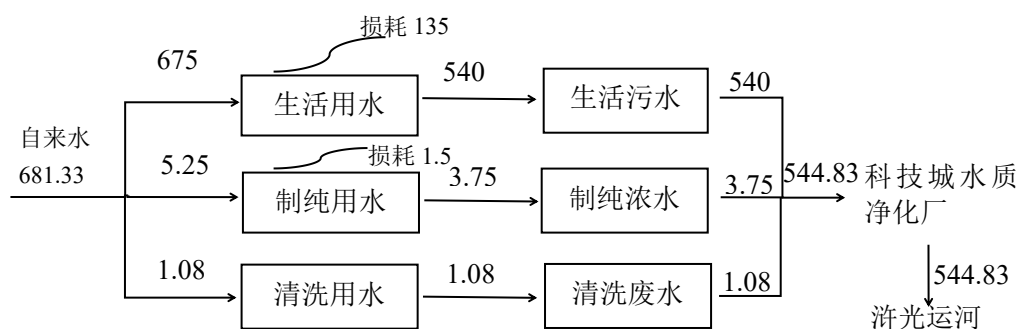 损耗 135
675
540
540
生活用水
生活污水
自来水
681.33
5.25
损耗 1.5
3.75
3.75
544.83
制纯用水
制纯浓水
科技城水质
净化厂
1.08
1.08
1.08
清洗用水
清洗废水
544.83
浒光运河